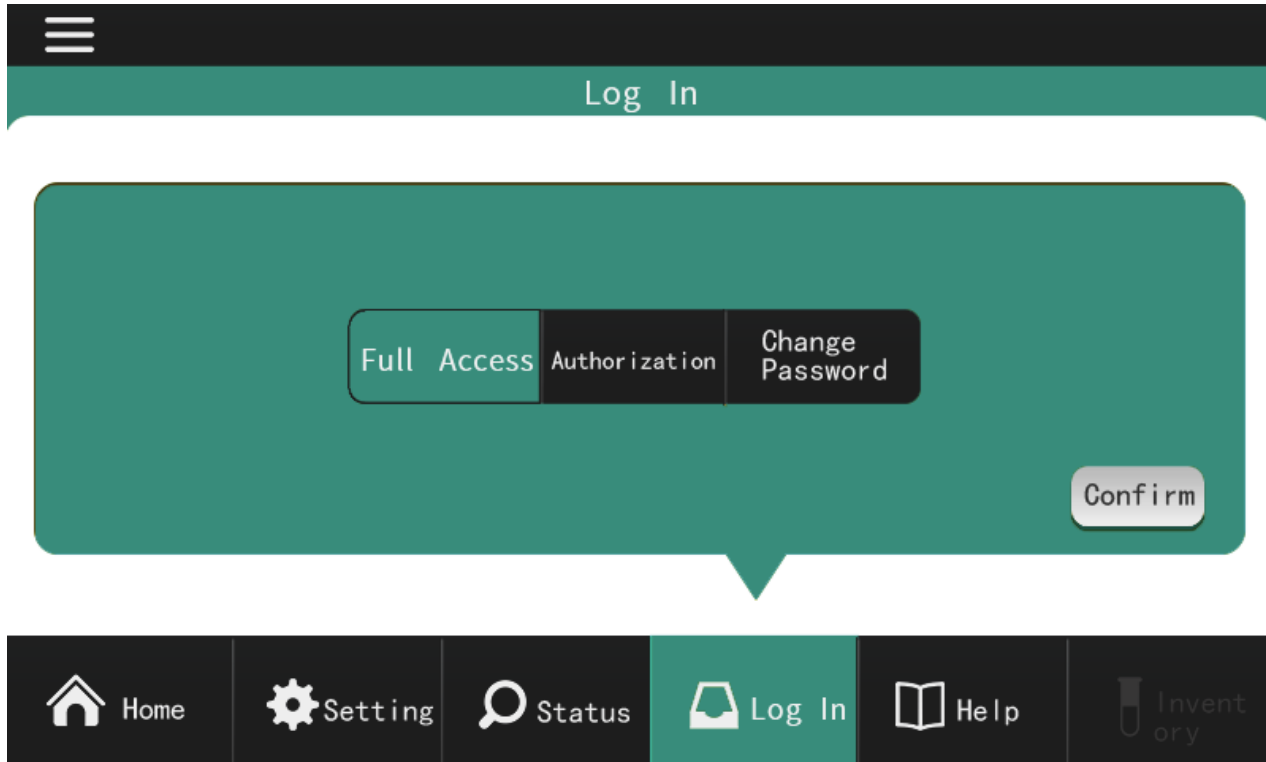 Log In
Full Access
Authorization
Change
Password
Confirm
Home
Setting
Status
Log In
Help
Invent
ory